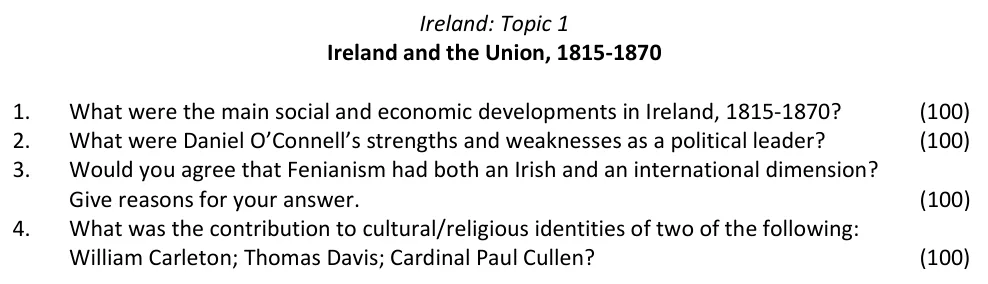 Ireland: Topic 1
Ireland and the Union, 1815-1870
1. What were the main social and economic developments in Ireland, 1815-1870? (100)
2. What were Daniel O’Connell’s strengths and weaknesses as a political leader? (100)
3. Would you agree that Fenianism had both an Irish and an international dimension?
Give reasons for your answer. (100)
4. What was the contribution to cultural/religious identities of two of the following:
William Carleton; Thomas Davis; Cardinal Paul Cullen? (100)